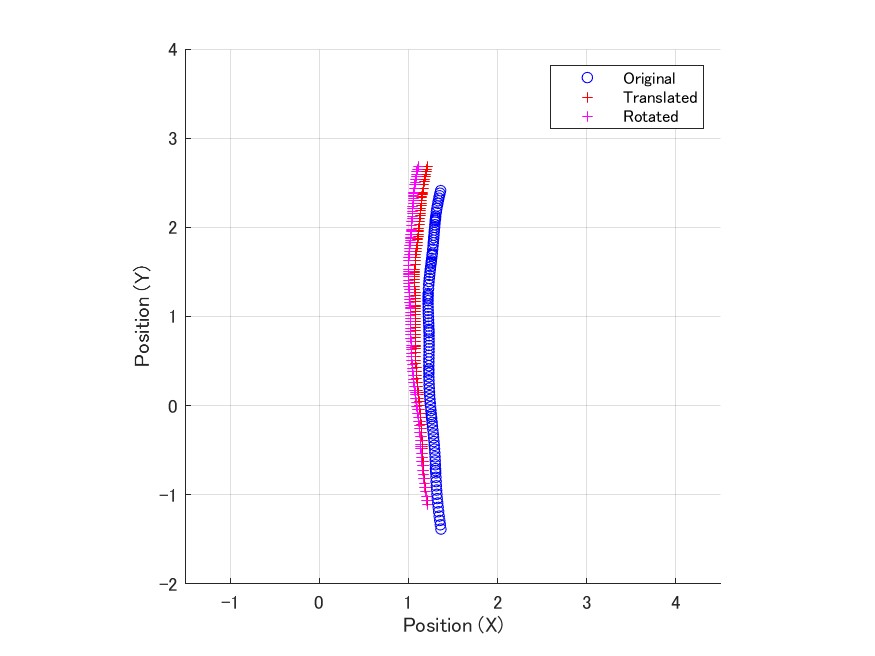 4
3
2
1
0
−1
−2
−1
0
1
2
3
4
Position (Y)
Position (X)
Original
Translated
Rotated